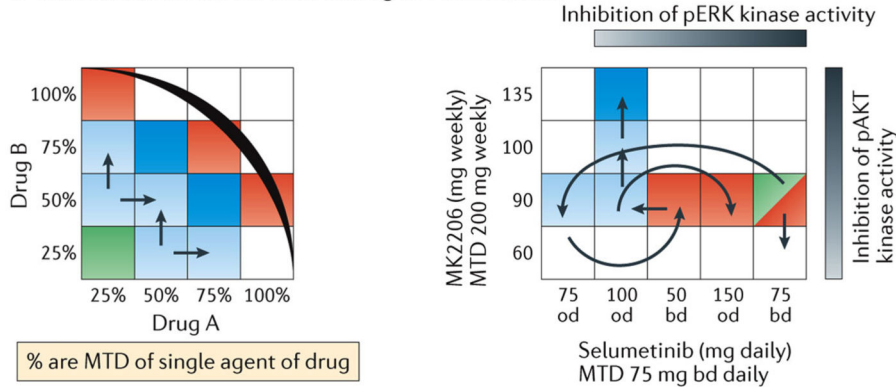 Drug B
100%
75%
50%
25%
25% 50% 75% 100%
Drug A
% are MTD of single agent of drug
Inhibition of pERK kinase activity
MK2206 (mg weekly)
MTD 200 mg weekly
135
100
90
60
75 100 50 150 75
od od bd od bd
Selumetinib (mg daily)
MTD 75 mg bd daily
Inhibition of pAKT
kinase activity